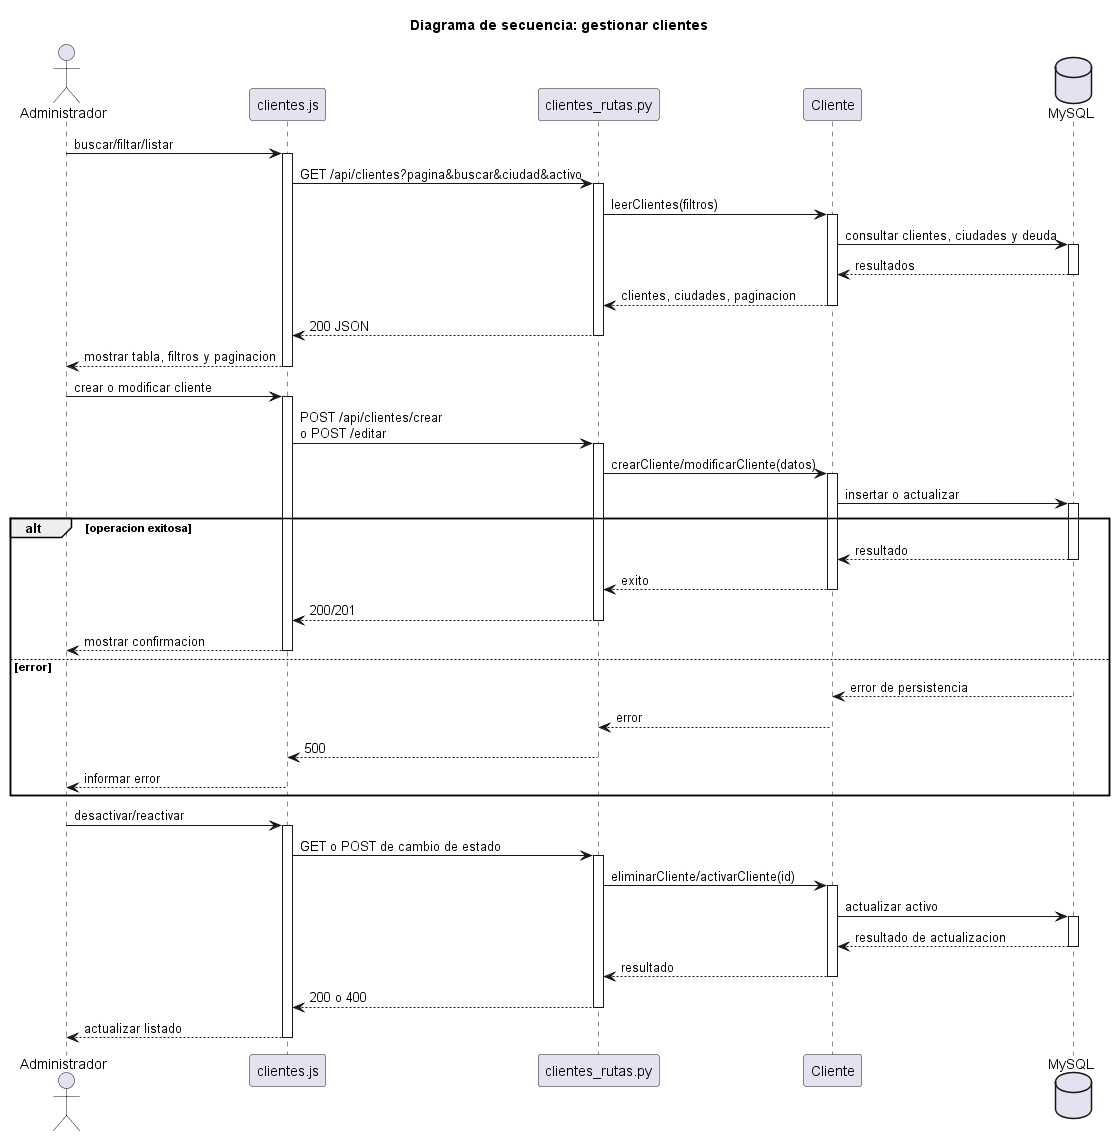 Diagrama de secuencia: gestionar clientes
Administrador
clientes.js
clientes_rutas.py
Cliente
MySQL
buscar/filtar/listar
GET /api/clientes?pagina&buscar&ciudad&activo
leerClientes(filtros)
consultar clientes, ciudades y deuda
resultados
clientes, ciudades, paginacion
200 JSON
mostrar tabla, filtros y paginacion
crear o modificar cliente
POST /api/clientes/crear
o POST /editar
crearCliente/modificarCliente(datos)
insertar o actualizar
alt
[operacion exitosa]
resultado
exito
200/201
mostrar confirmacion
[error]
error de persistencia
error
500
informar error
desactivar/reactivar
GET o POST de cambio de estado
eliminarCliente/activarCliente(id)
actualizar activo
resultado de actualizacion
resultado
200 o 400
actualizar listado
Administrador
clientes.js
clientes_rutas.py
Cliente
MySQL